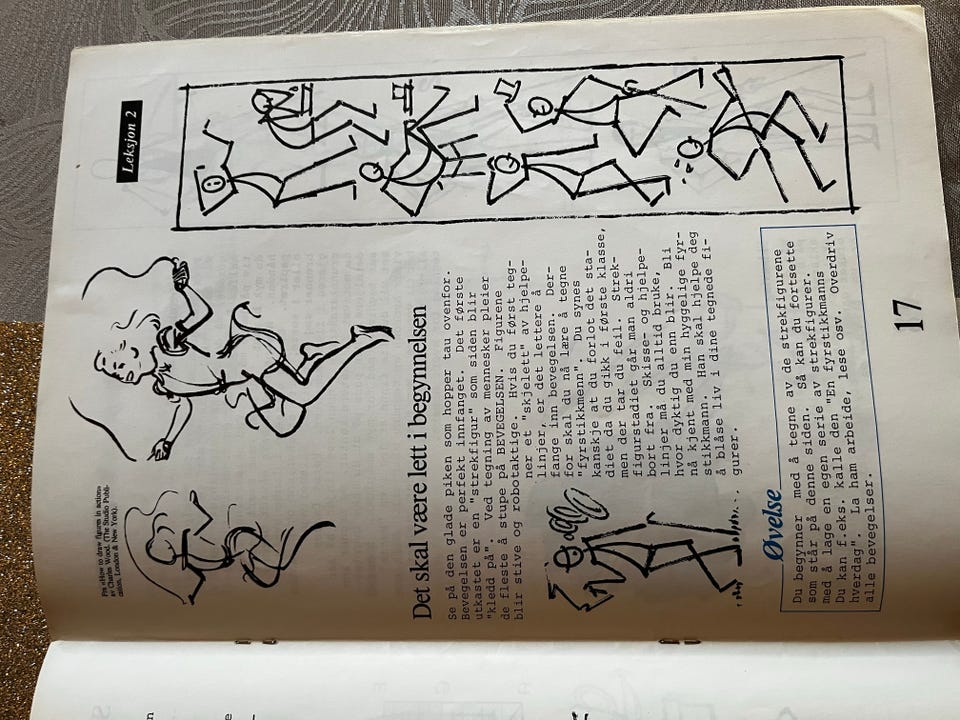 Leksjon 2
Fra «How to draw figures in action»
av Charles Wood. (The Studio Publi-
cation, London & New York).
Det skal være lett i begynnelsen
Se på den glade piken som hopper tau ovenfor.
Bevegelsen er perfekt innfanget. Det første
utkastet er en "strekfigur" som siden blir
"kledd på". Ved tegning av mennesker pleier
de fleste å stupe på BEVEGELSEN. Figurene
blir stive og robotaktige. Hvis du først teg-
ner et "skjelett" av hjelpe-
linjer, er det lettere å
fange inn bevegelsen. Der-
for skal du nå lære å tegne
"fyrstikkmenn". Du synes
kanskje at du forlot det sta-
diet da du gikk i første klasse,
men der tar du feil. Strek-
figurstadiet går man aldri
bort fra. Skisse- og hjelpe-
linjer må du alltid bruke,
hvor dyktig du enn blir. Bli
nå kjent med min hyggelige fyr-
stikkmann. Han skal hjelpe deg
å blåse liv i dine tegnede fi-
gurer.
Øvelse
Du begynner med å tegne av de strekfigurene
som står på denne siden. Så kan du fortsette
med å lage en egen serie av strekfigurer.
Du kan f.eks. kalle den "En fyrstikkmanns
hverdag". La ham arbeide, lese osv. Overdriv
alle bevegelser.
17